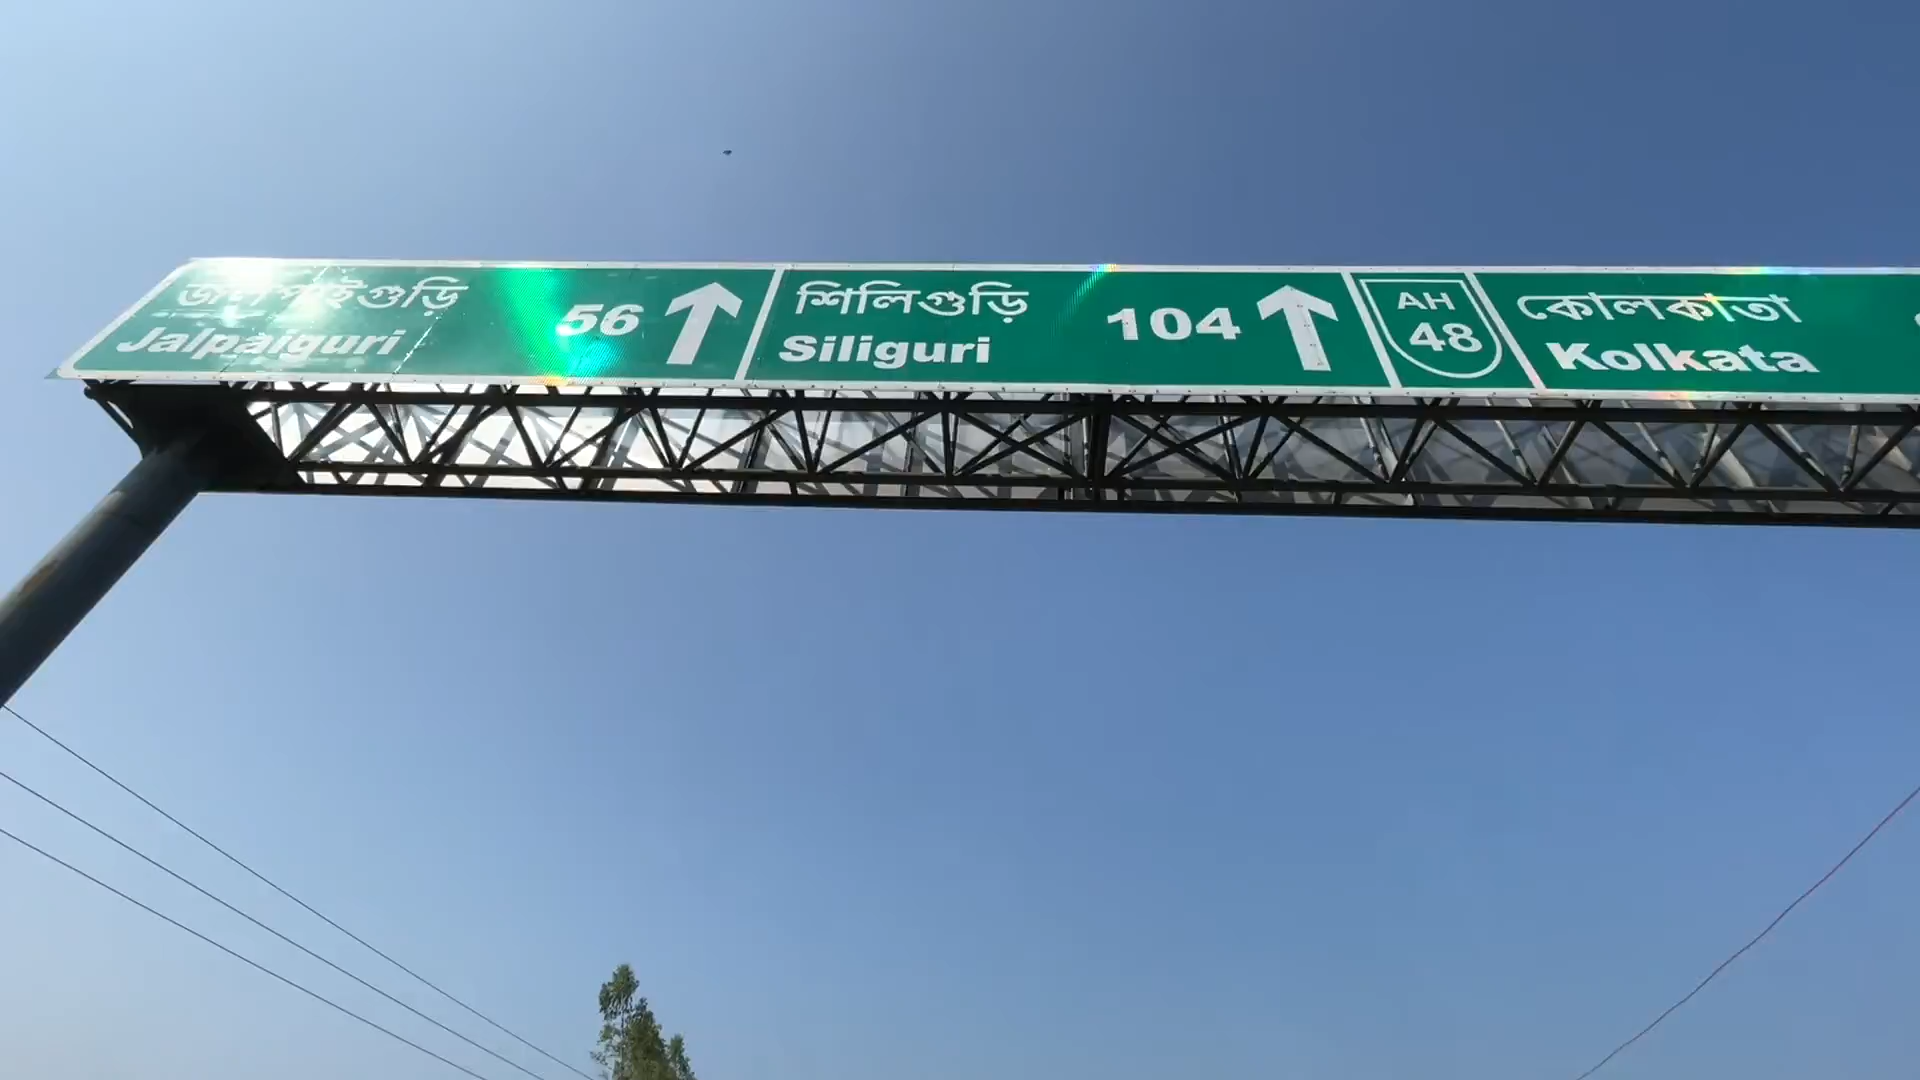 জলপাইগুড়ি
Jalpaiguri
56
শিলিগুড়ি
Siliguri
104
AH
48
কোলকাতা
Kolkata